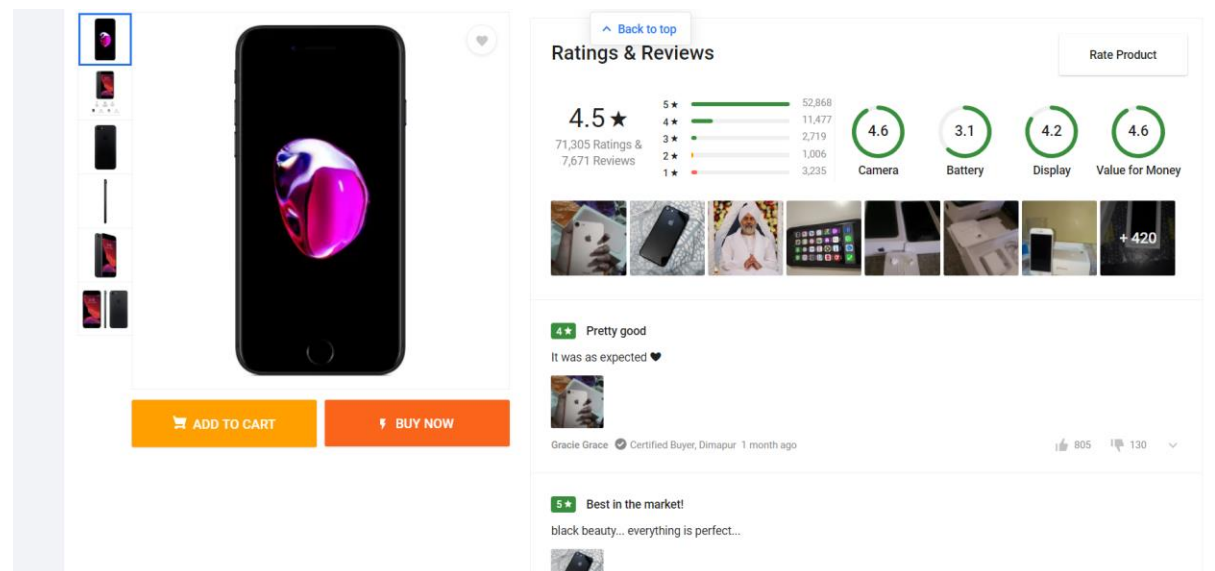 Back to top
Ratings & Reviews
Rate Product
4.5★
71,305 Ratings &
7,671 Reviews
5★ 52,868
4★ 11,477
3★ 2,719
2★ 1,006
1★ 3,235
4.6
Camera
3.1
Battery
4.2
Display
4.6
Value for Money
+ 420
4★ Pretty good
It was as expected ♥
Gracie Grace Certified Buyer, Dimapur 1 month ago
805 130
ADD TO CART
BUY NOW
5★ Best in the market!
black beauty... everything is perfect...